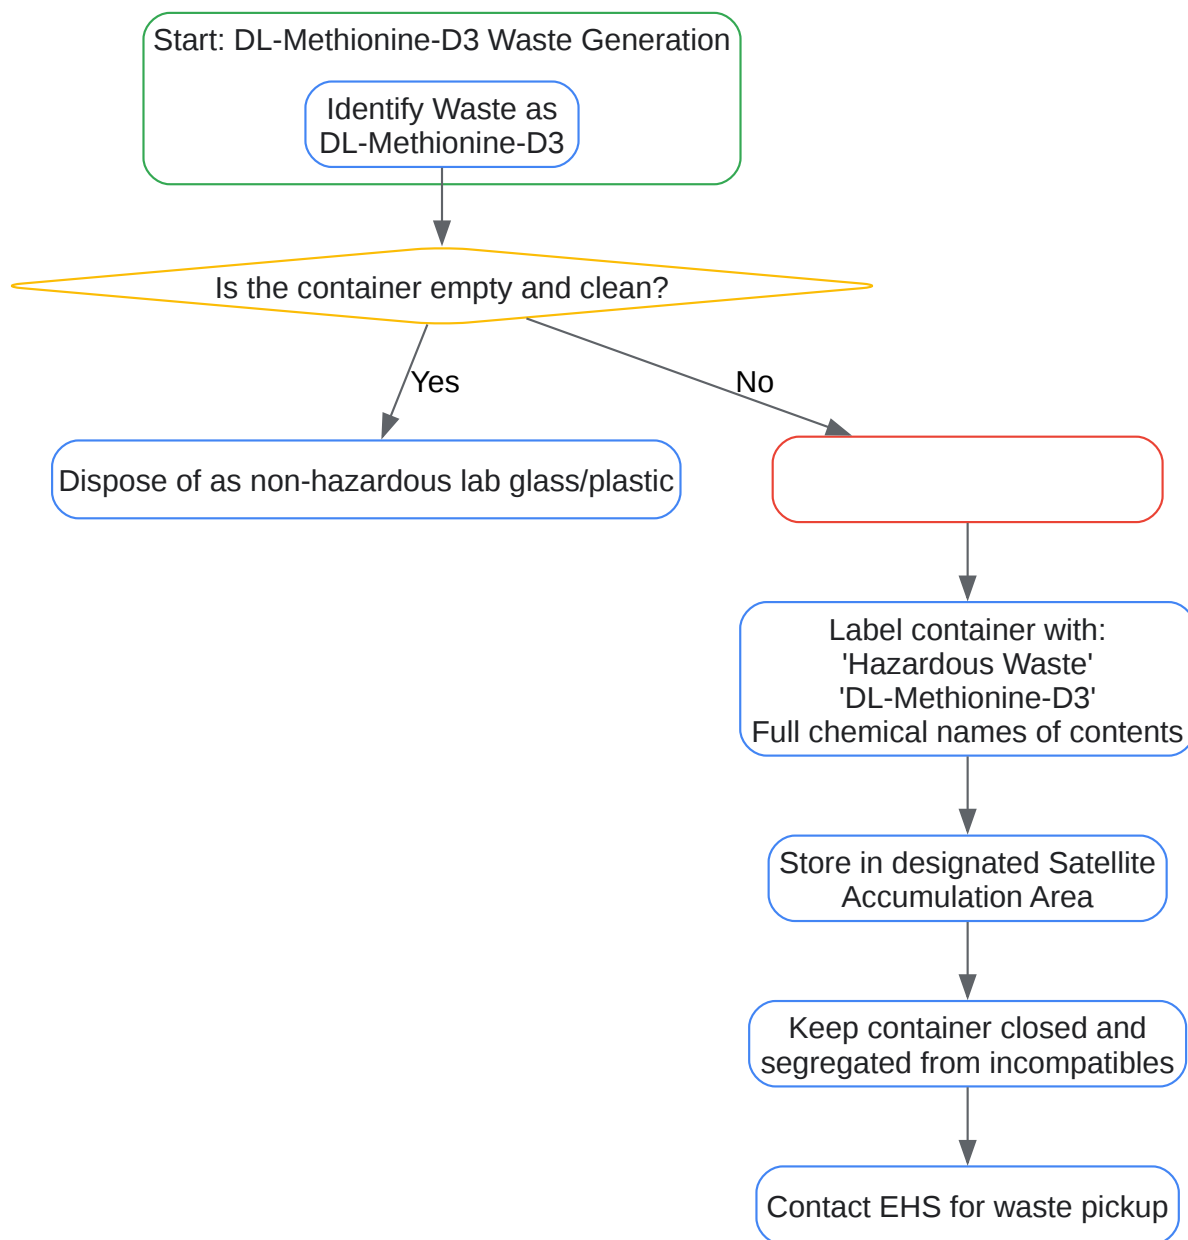 Start: DL-Methionine-D3 Waste Generation
Identify Waste as
DL-Methionine-D3
Is the container empty and clean?
Yes
No
Dispose of as non-hazardous lab glass/plastic
Label container with:
'Hazardous Waste'
'DL-Methionine-D3'
Full chemical names of contents
Store in designated Satellite
Accumulation Area
Keep container closed and
segregated from incompatibles
Contact EHS for waste pickup